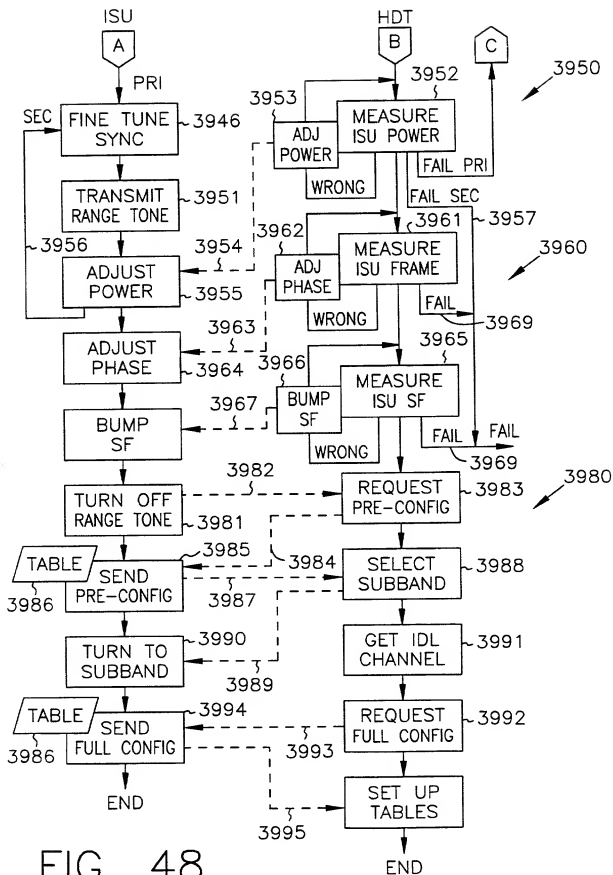 ISU
HDT
A
B
C
PRI
3952
3950
3953
SEC
FINE TUNE
SYNC
3946
ADJ
POWER
MEASURE
ISU POWER
FAIL PRI
WRONG
FAIL SEC
TRANSMIT
RANGE TONE
3951
3961
3957
3956
3954
3962
ADJ
PHASE
MEASURE
ISU FRAME
3960
ADJUST
POWER
3955
WRONG
FAIL
3969
3963
3965
ADJUST
PHASE
3964
3966
BUMP
SF
MEASURE
ISU SF
3967
BUMP
SF
WRONG
FAIL
FAIL
3969
3982
3980
TURN OFF
RANGE TONE
3981
REQUEST
PRE-CONFIG
3983
3985
3984
TABLE
3986
SEND
PRE-CONFIG
3987
SELECT
SUBBAND
3988
3990
TURN TO
SUBBAND
3989
GET IDL
CHANNEL
3991
3994
TABLE
3986
SEND
FULL CONFIG
3993
REQUEST
FULL CONFIG
3992
END
3995
SET UP
TABLES
END
FIG. 48